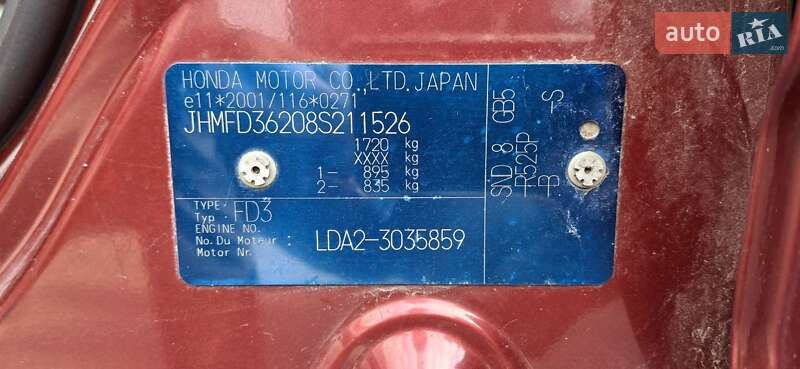 auto RIA .com
HONDA MOTOR CO.,LTD.JAPAN
e11*2001/116*0271
JHMFD36208S211526
1720 kg
XXXX kg
1- 895 kg
2- 835 kg
TYPE.
Typ. FD3
ENGINE NO.
No.Du Moteur: LDA2-3035859
Motor Nr.
SND 8 GB5
-R525P
-B -S